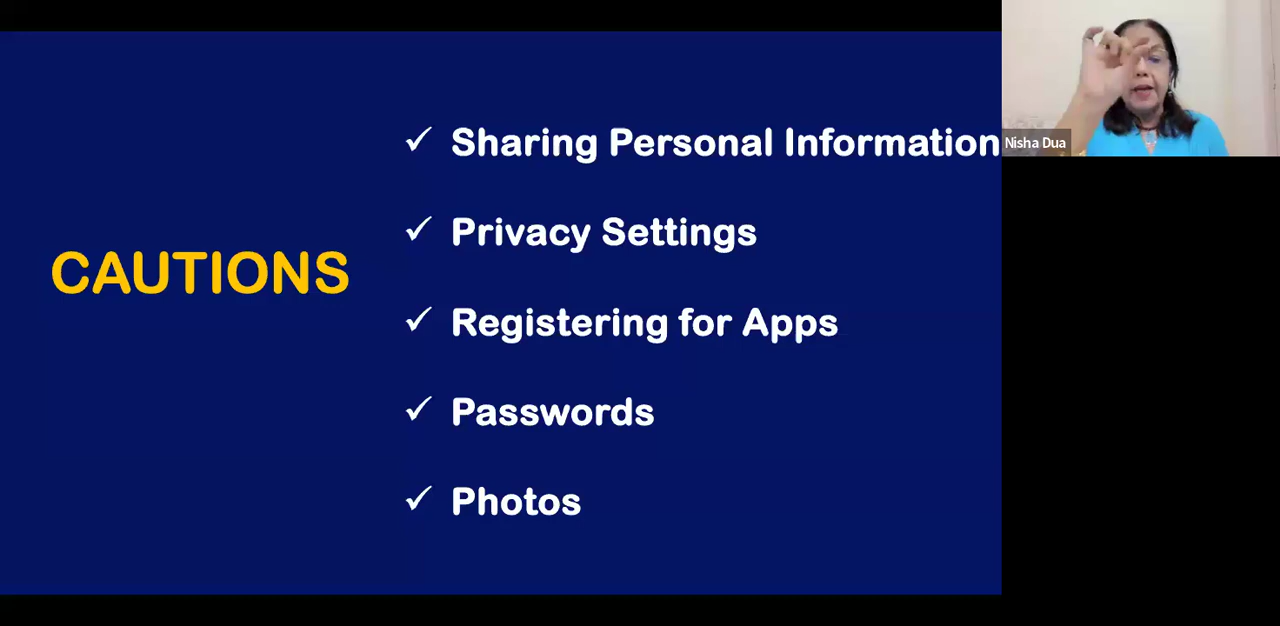 CAUTIONS
✓ Sharing Personal Information
✓ Privacy Settings
✓ Registering for Apps
✓ Passwords
✓ Photos
Nisha Dua